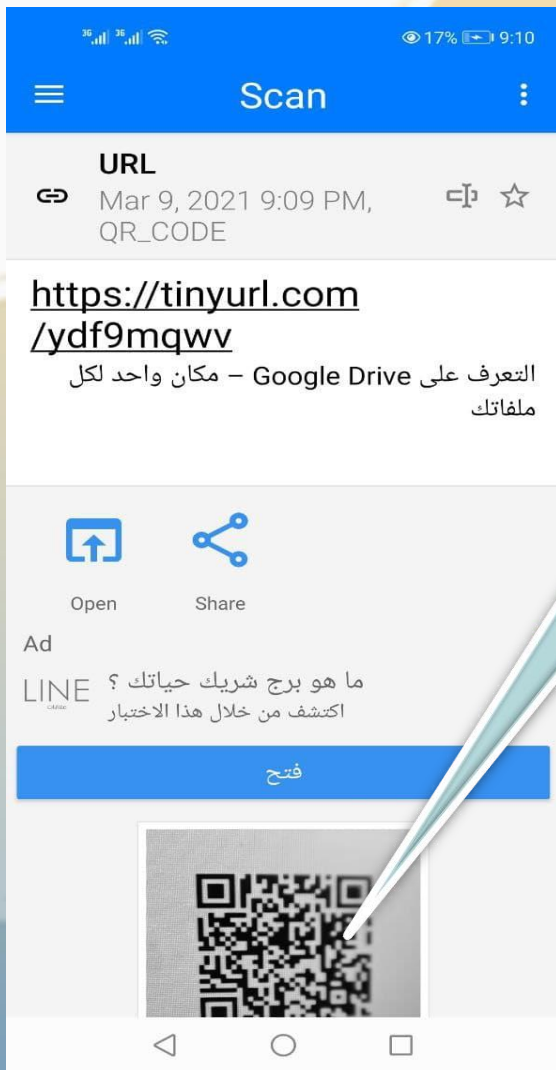 3G 3G 17% 9:10
Scan
URL
Mar 9, 2021 9:09 PM,
QR_CODE
https://tinyurl.com
/ydf9mqwv
التعرف على Google Drive – مكان واحد لكل
ملفاتك
Open Share
Ad
LINE
ما هو برج شريك حياتك ؟
اكتشف من خلال هذا الاختبار
فتح